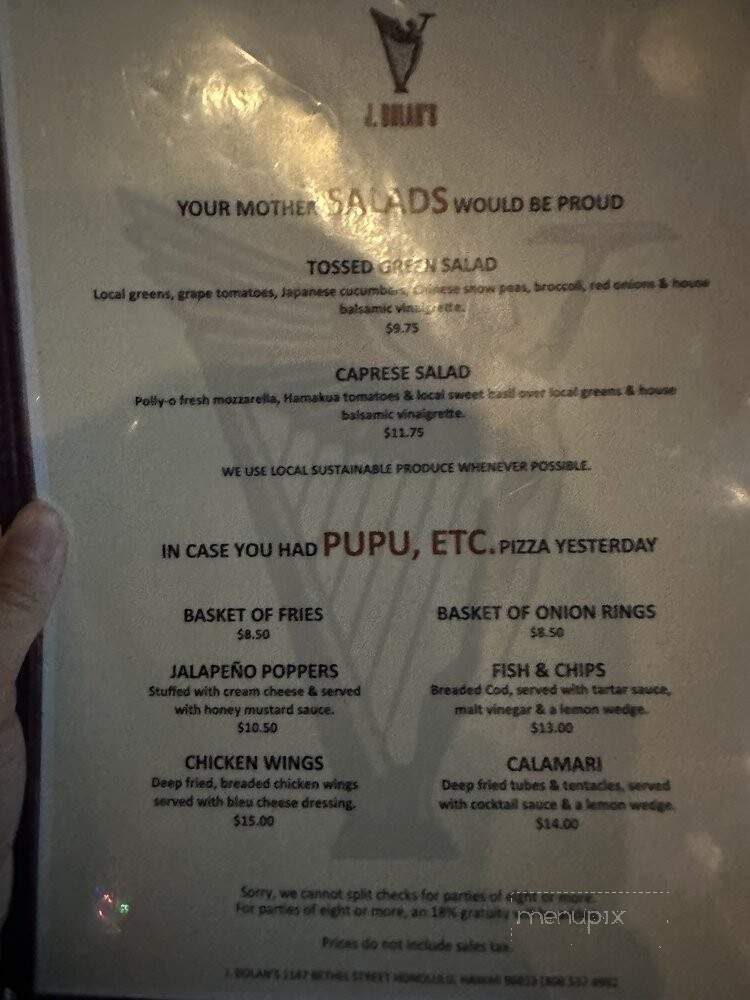 J. DOLAN'S
YOUR MOTHER SALADS WOULD BE PROUD
TOSSED GREEN SALAD
Local greens, grape tomatoes, Japanese cucumbers, Chinese snow peas, broccoli, red onions & house
balsamic vinaigrette.
$9.75
CAPRESE SALAD
Polly-o fresh mozzarella, Hamakua tomatoes & local sweet basil over local greens & house
balsamic vinaigrette.
$11.75
WE USE LOCAL SUSTAINABLE PRODUCE WHENEVER POSSIBLE.
IN CASE YOU HAD PUPU, ETC. PIZZA YESTERDAY
BASKET OF FRIES
$8.50
JALAPEÑO POPPERS
Stuffed with cream cheese & served
with honey mustard sauce.
$10.50
CHICKEN WINGS
Deep fried, breaded chicken wings
served with bleu cheese dressing.
$15.00
BASKET OF ONION RINGS
$8.50
FISH & CHIPS
Breaded Cod, served with tartar sauce,
malt vinegar & a lemon wedge.
$13.00
CALAMARI
Deep fried tubes & tentacles, served
with cocktail sauce & a lemon wedge.
$14.00
Sorry, we cannot split checks for parties of eight or more.
For parties of eight or more, an 18% gratuity
menupix
Prices do not include sales tax.
J. DOLAN'S 1147 BETHEL STREET HONOLULU, HAWAII